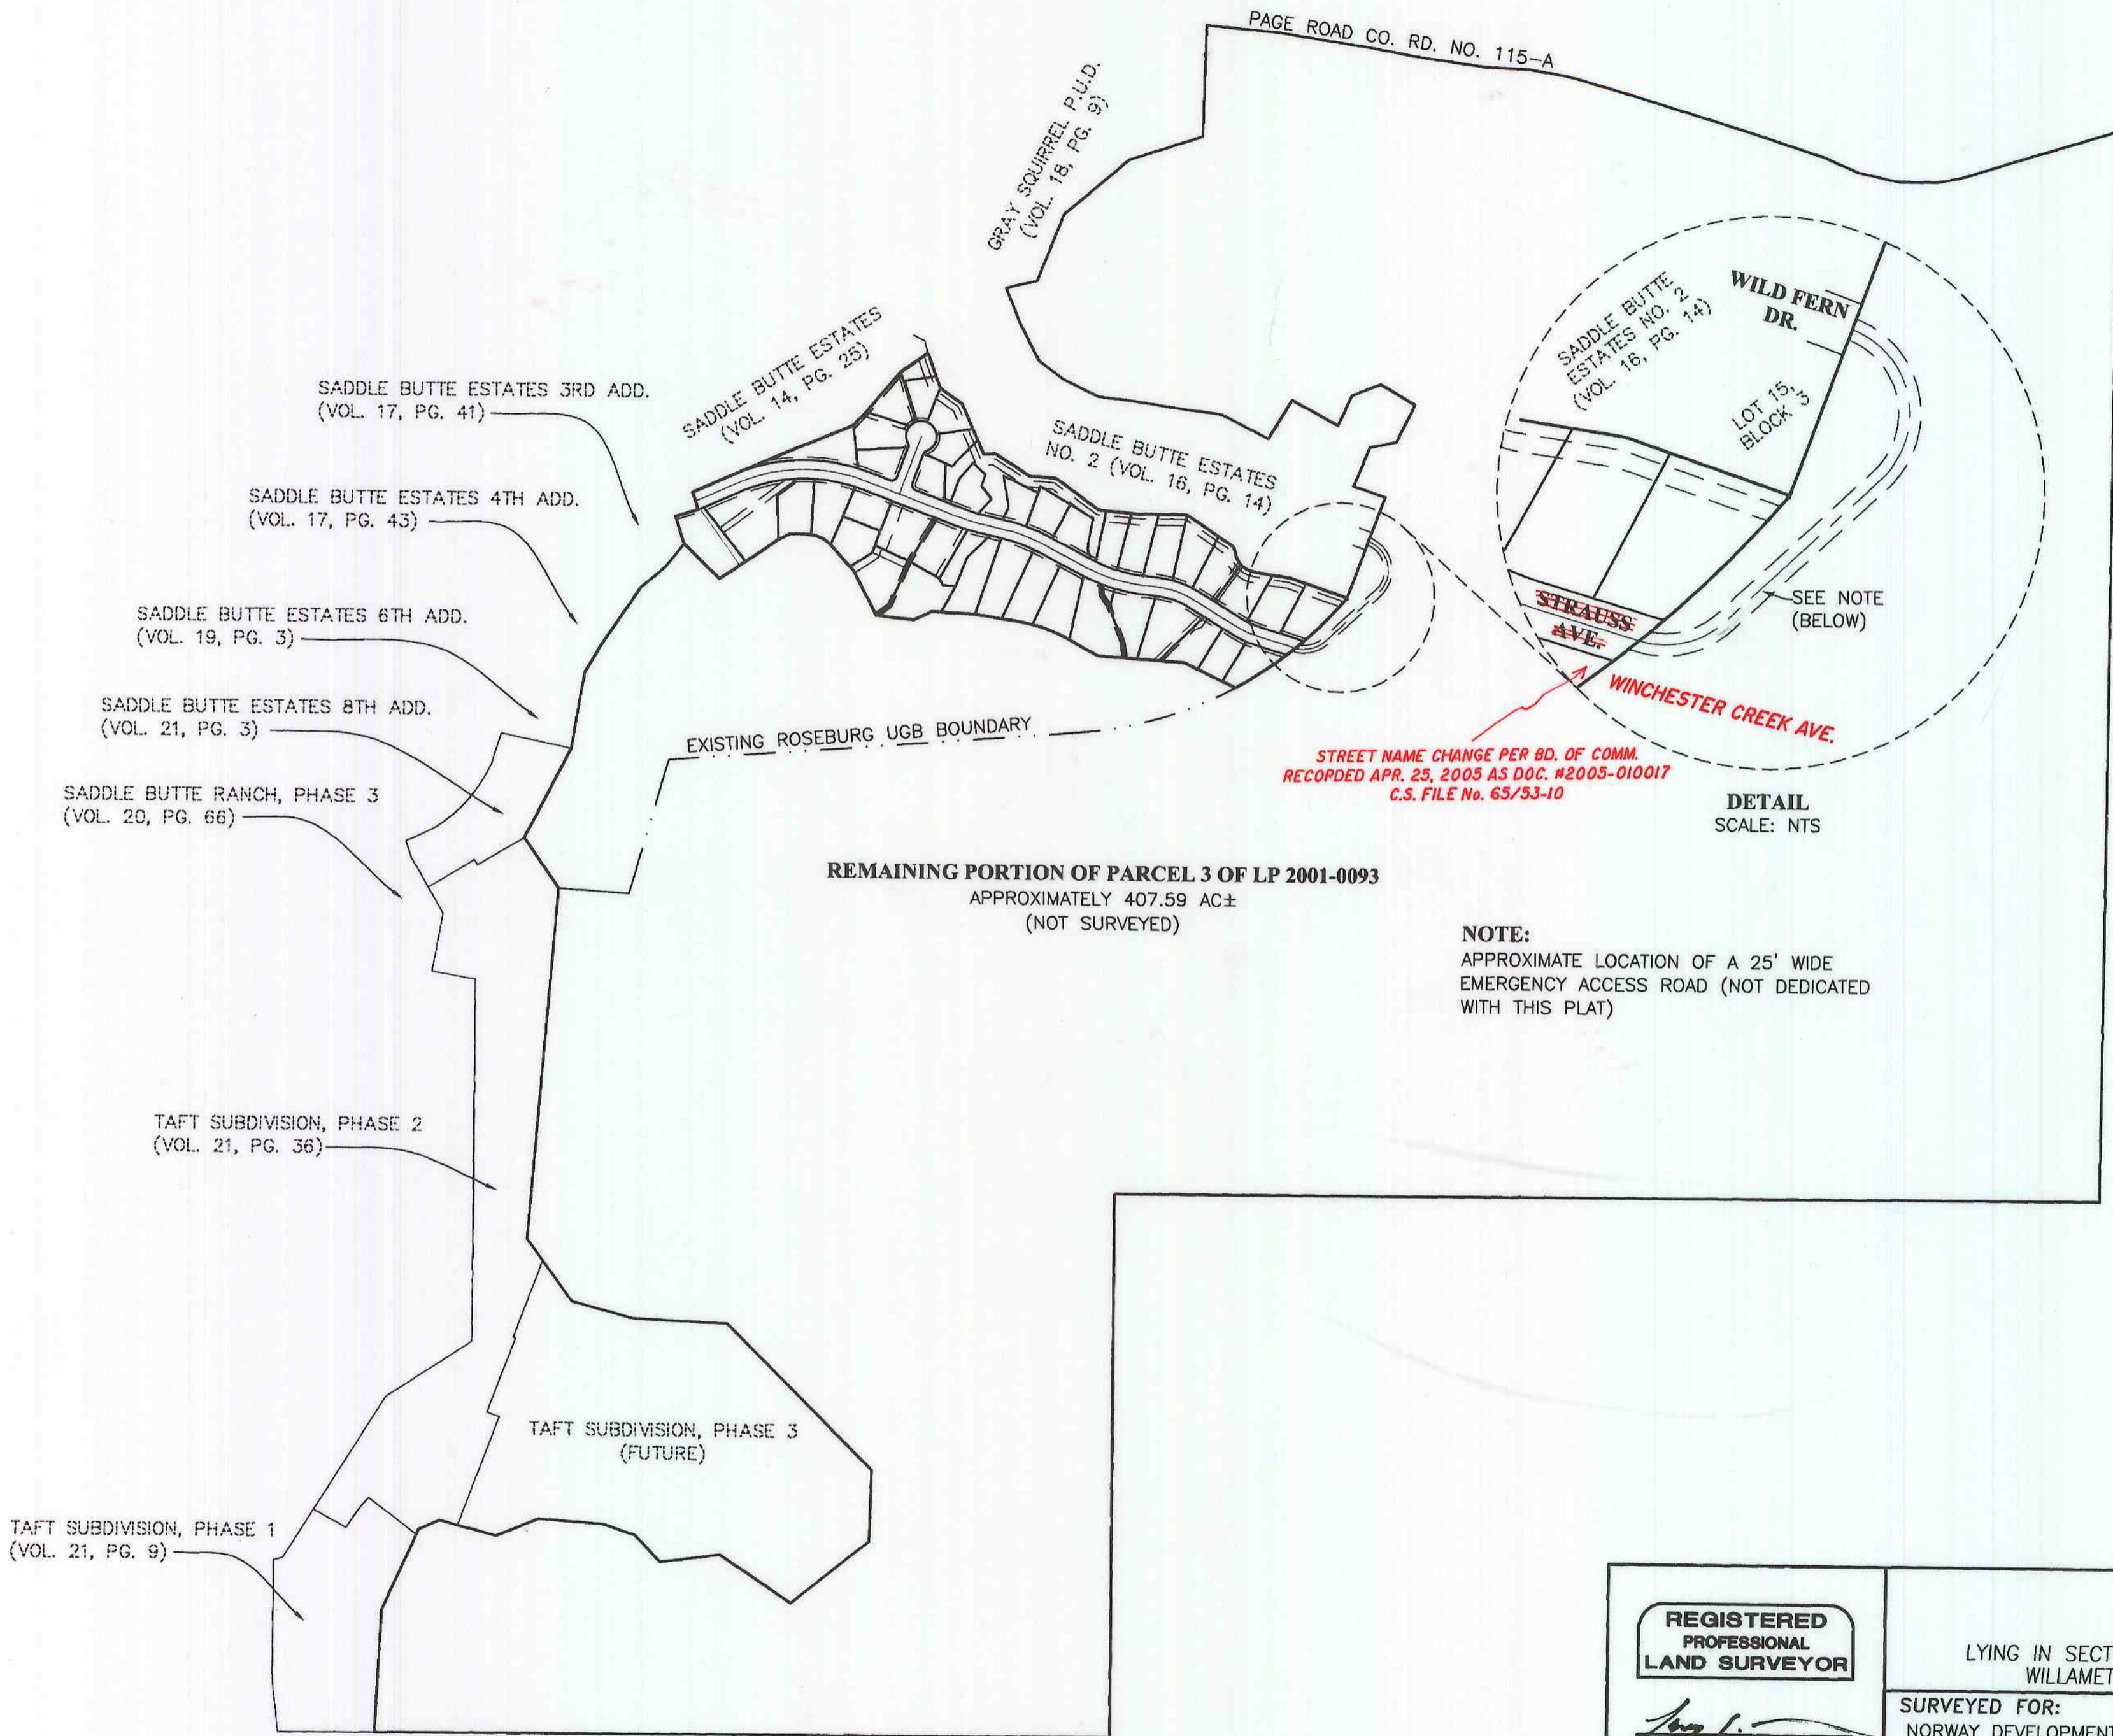 PAGE ROAD CO. RD. NO. 115-A
GRAY SQUIRREL P.U.D.
(VOL. 18, PG. 9)
SADDLE BUTTE ESTATES
(VOL. 14, PG. 25)
SADDLE BUTTE ESTATES
NO. 2 (VOL. 16, PG. 14)
SADDLE BUTTE
ESTATES NO. 2
(VOL. 16, PG. 14)
WILD FERN
DR.
LOT 15,
BLOCK 3
SADDLE BUTTE ESTATES 3RD ADD.
(VOL. 17, PG. 41)
SADDLE BUTTE ESTATES 4TH ADD.
(VOL. 17, PG. 43)
SADDLE BUTTE ESTATES 6TH ADD.
(VOL. 19, PG. 3)
SADDLE BUTTE ESTATES 8TH ADD.
(VOL. 21, PG. 3)
SADDLE BUTTE RANCH, PHASE 3
(VOL. 20, PG. 66)
STRAUSS
AVE.
SEE NOTE
(BELOW)
WINCHESTER CREEK AVE.
EXISTING ROSEBURG UGB BOUNDARY
STREET NAME CHANGE PER BD. OF COMM.
RECORDED APR. 25, 2005 AS DOC. #2005-010017
C.S. FILE No. 65/53-10
DETAIL
SCALE: NTS
REMAINING PORTION OF PARCEL 3 OF LP 2001-0093
APPROXIMATELY 407.59 AC±
(NOT SURVEYED)
NOTE:
APPROXIMATE LOCATION OF A 25' WIDE
EMERGENCY ACCESS ROAD (NOT DEDICATED
WITH THIS PLAT)
TAFT SUBDIVISION, PHASE 2
(VOL. 21, PG. 36)
TAFT SUBDIVISION, PHASE 3
(FUTURE)
TAFT SUBDIVISION, PHASE 1
(VOL. 21, PG. 9)
REGISTERED
PROFESSIONAL
LAND SURVEYOR
LYING IN SECT
WILLAMET
SURVEYED FOR:
NORWAY DEVELOPMENT